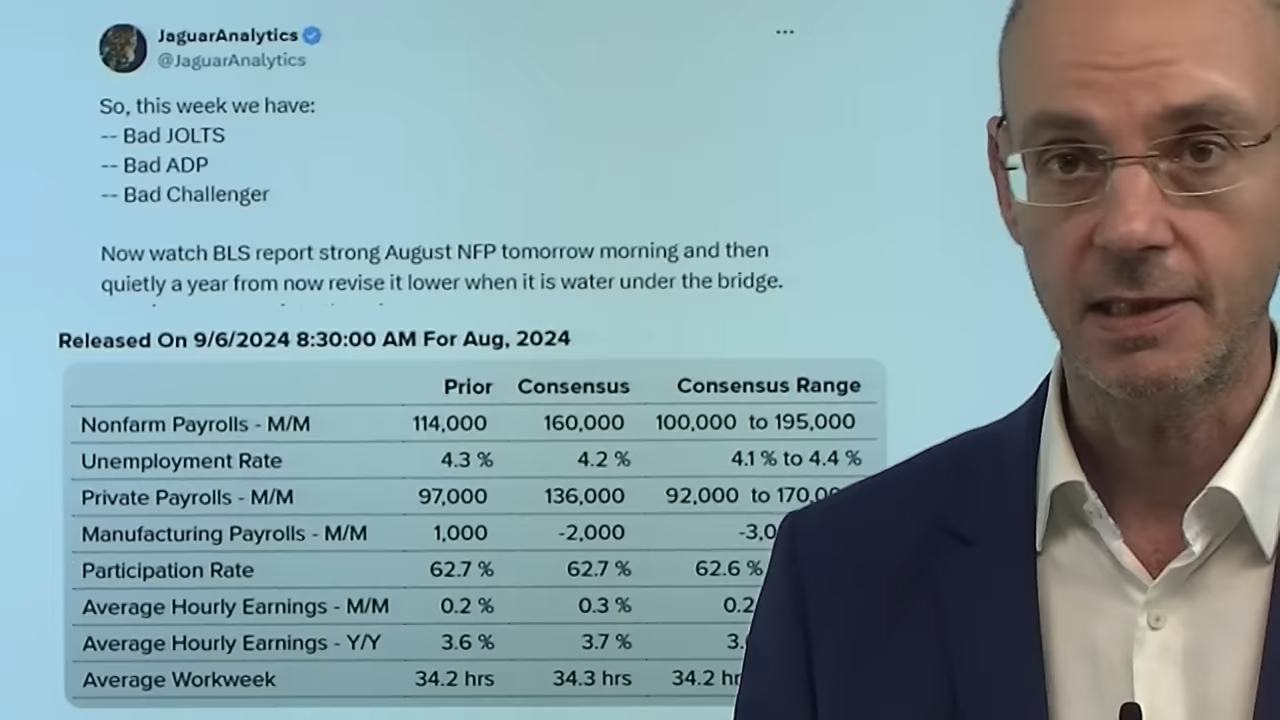 JaguarAnalytics
@JaguarAnalytics
So, this week we have:
-- Bad JOLTS
-- Bad ADP
-- Bad Challenger
Now watch BLS report strong August NFP tomorrow morning and then
quietly a year from now revise it lower when it is water under the bridge.
Released On 9/6/2024 8:30:00 AM For Aug, 2024
Prior Consensus Consensus Range
Nonfarm Payrolls - M/M 114,000 160,000 100,000 to 195,000
Unemployment Rate 4.3 % 4.2 % 4.1 % to 4.4 %
Private Payrolls - M/M 97,000 136,000 92,000 to
Manufacturing Payrolls - M/M 1,000 -2,000
Participation Rate 62.7 % 62.7 % 62.6 %
Average Hourly Earnings - M/M 0.2 % 0.3 % 0.2
Average Hourly Earnings - Y/Y 3.6 % 3.7 %
Average Workweek 34.2 hrs 34.3 hrs 34.2